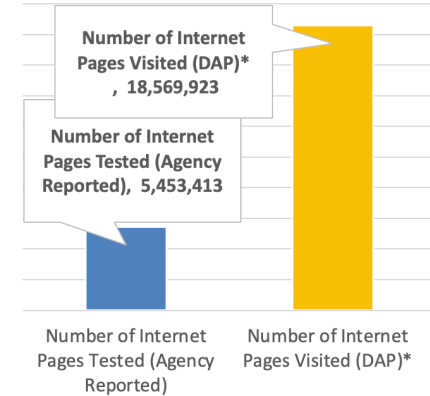 Number of Internet
Pages Visited (DAP)*
, 18,569,923
Number of Internet
Pages Tested (Agency
Reported), 5,453,413
Number of Internet
Pages Tested (Agency
Reported)
Number of Internet
Pages Visited (DAP)*